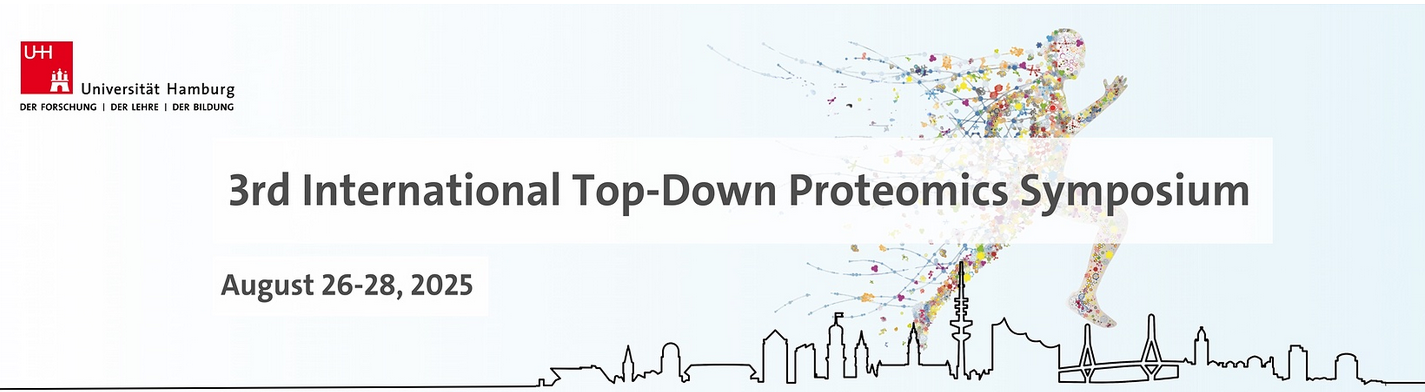 UHH
Universität Hamburg
DER FORSCHUNG | DER LEHRE | DER BILDUNG
3rd International Top-Down Proteomics Symposium
August 26-28, 2025